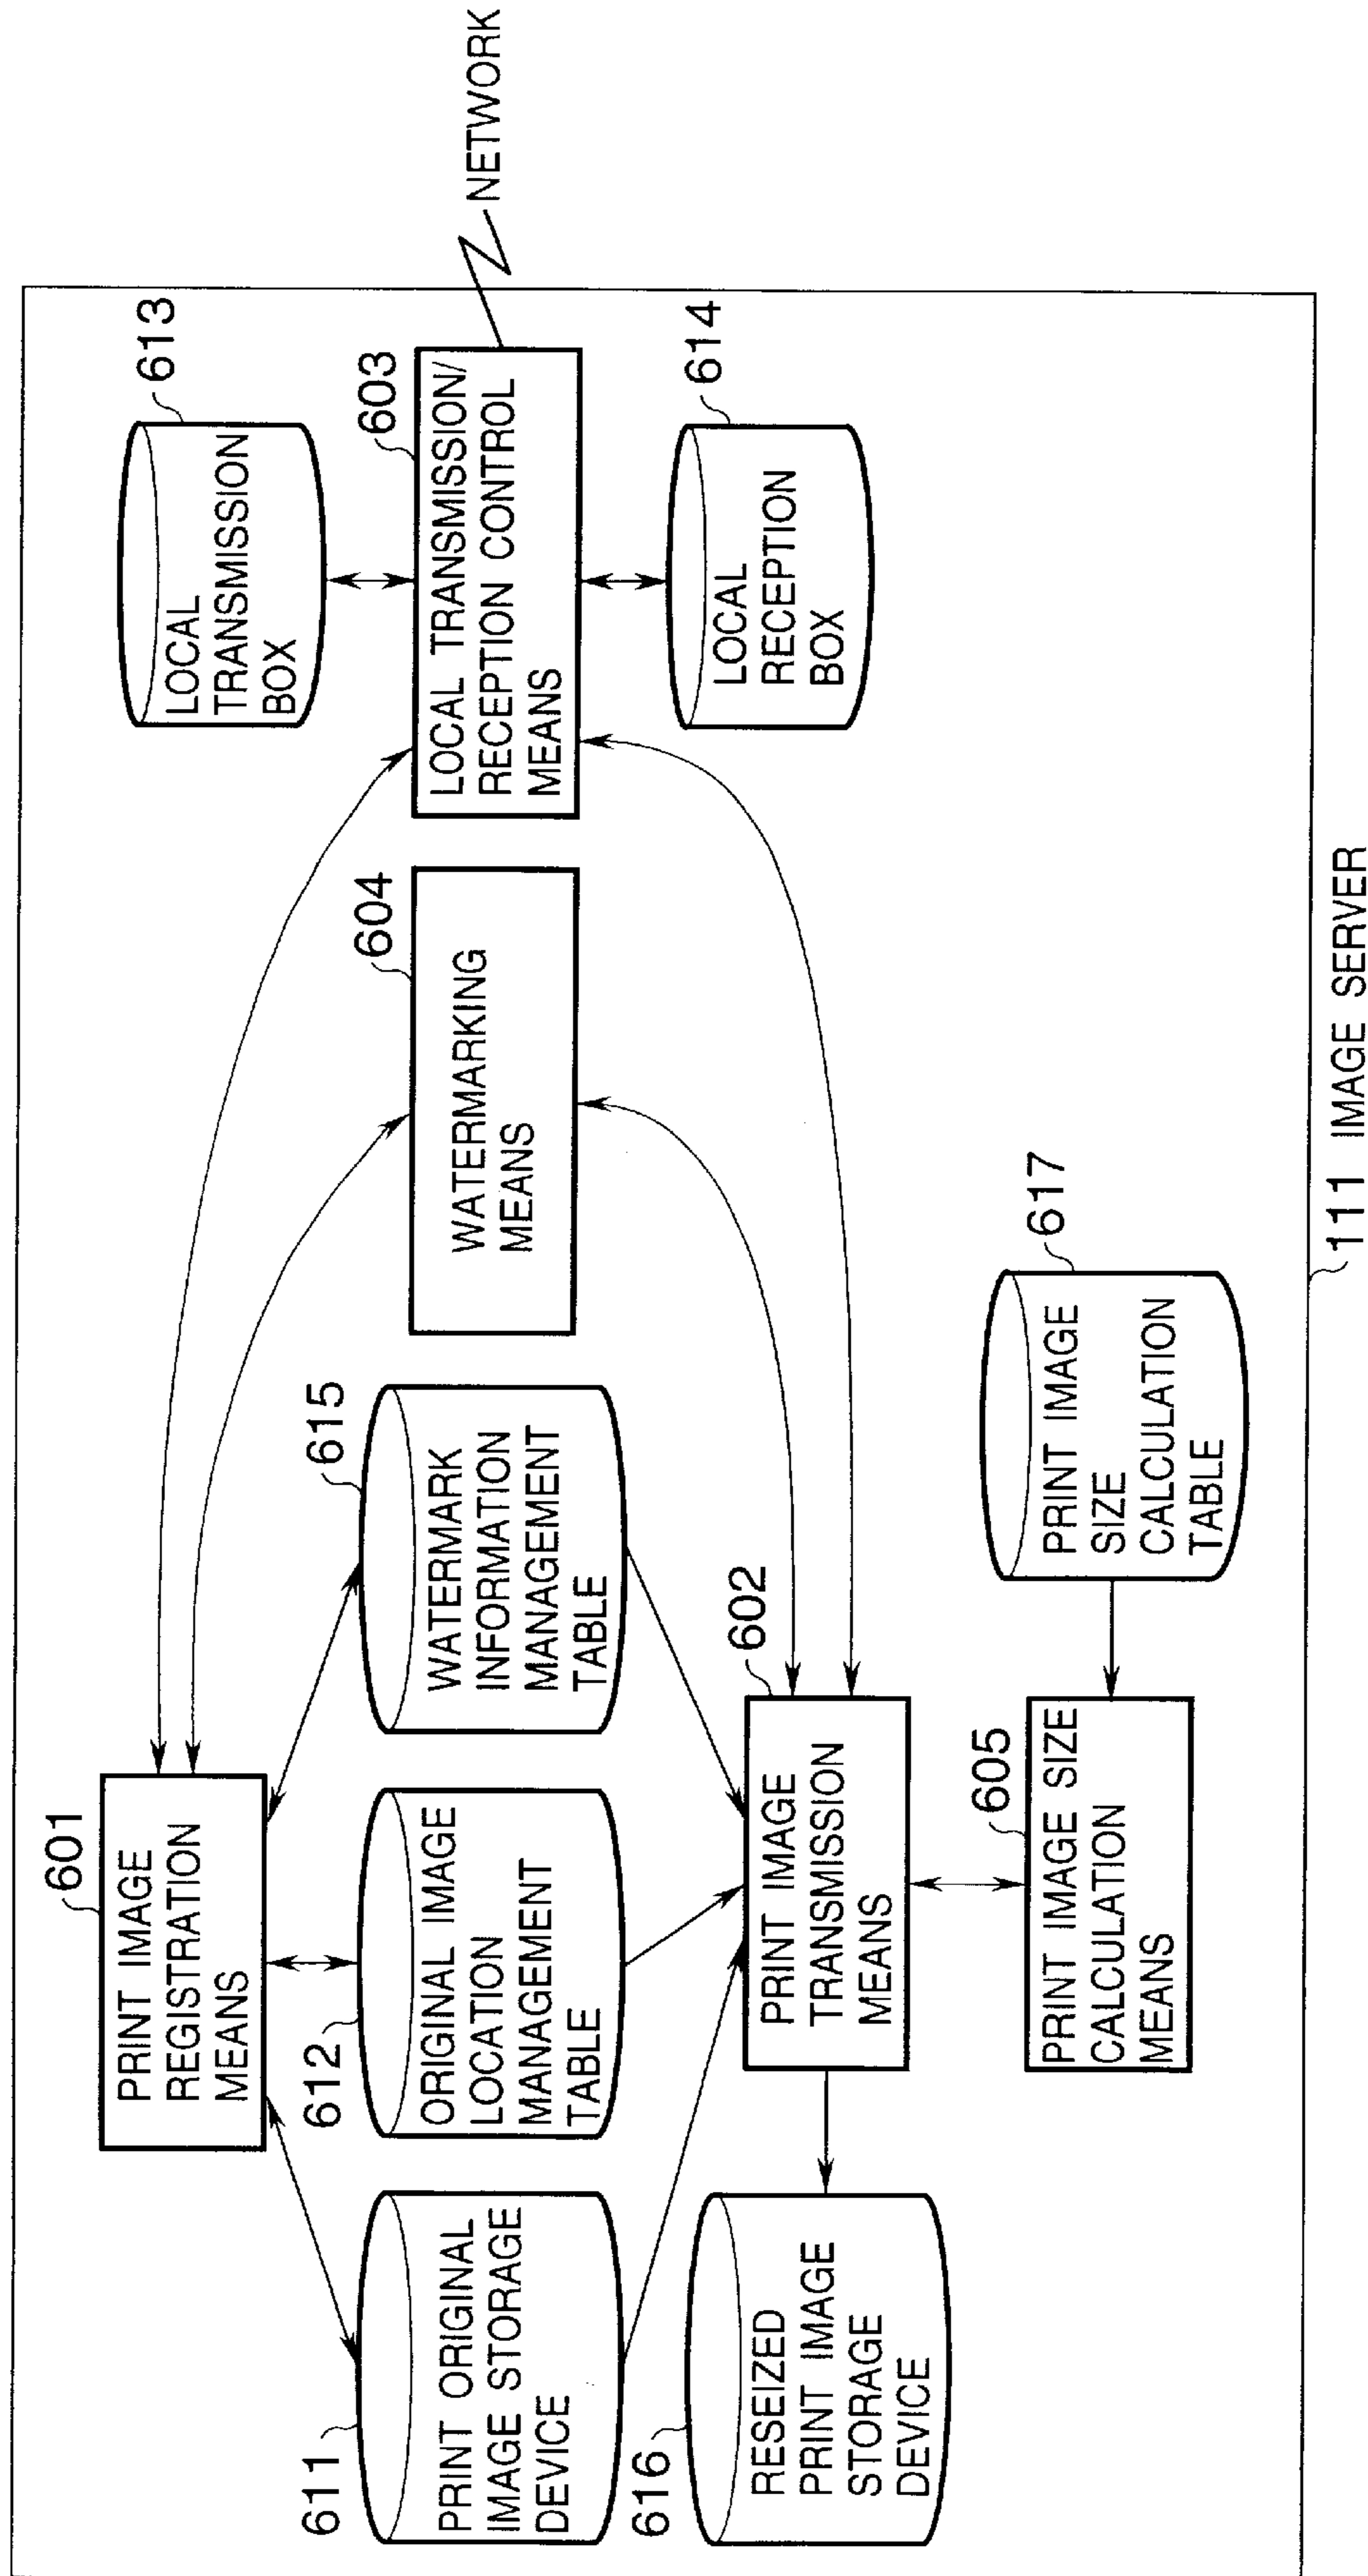 601
PRINT IMAGE
REGISTRATION
MEANS
613
LOCAL
TRANSMISSION
BOX
611
PRINT ORIGINAL
IMAGE STORAGE
DEVICE
612
ORIGINAL IMAGE
LOCATION
MANAGEMENT
TABLE
615
WATERMARK
INFORMATION
MANAGEMENT
TABLE
604
WATERMARKING
MEANS
603
LOCAL TRANSMISSION/
RECEPTION CONTROL
MEANS
NETWORK
616
RESEIZED
PRINT IMAGE
STORAGE
DEVICE
602
PRINT IMAGE
TRANSMISSION
MEANS
614
LOCAL
RECEPTION
BOX
605
PRINT IMAGE SIZE
CALCULATION
MEANS
617
PRINT IMAGE
SIZE
CALCULATION
TABLE
111 IMAGE SERVER